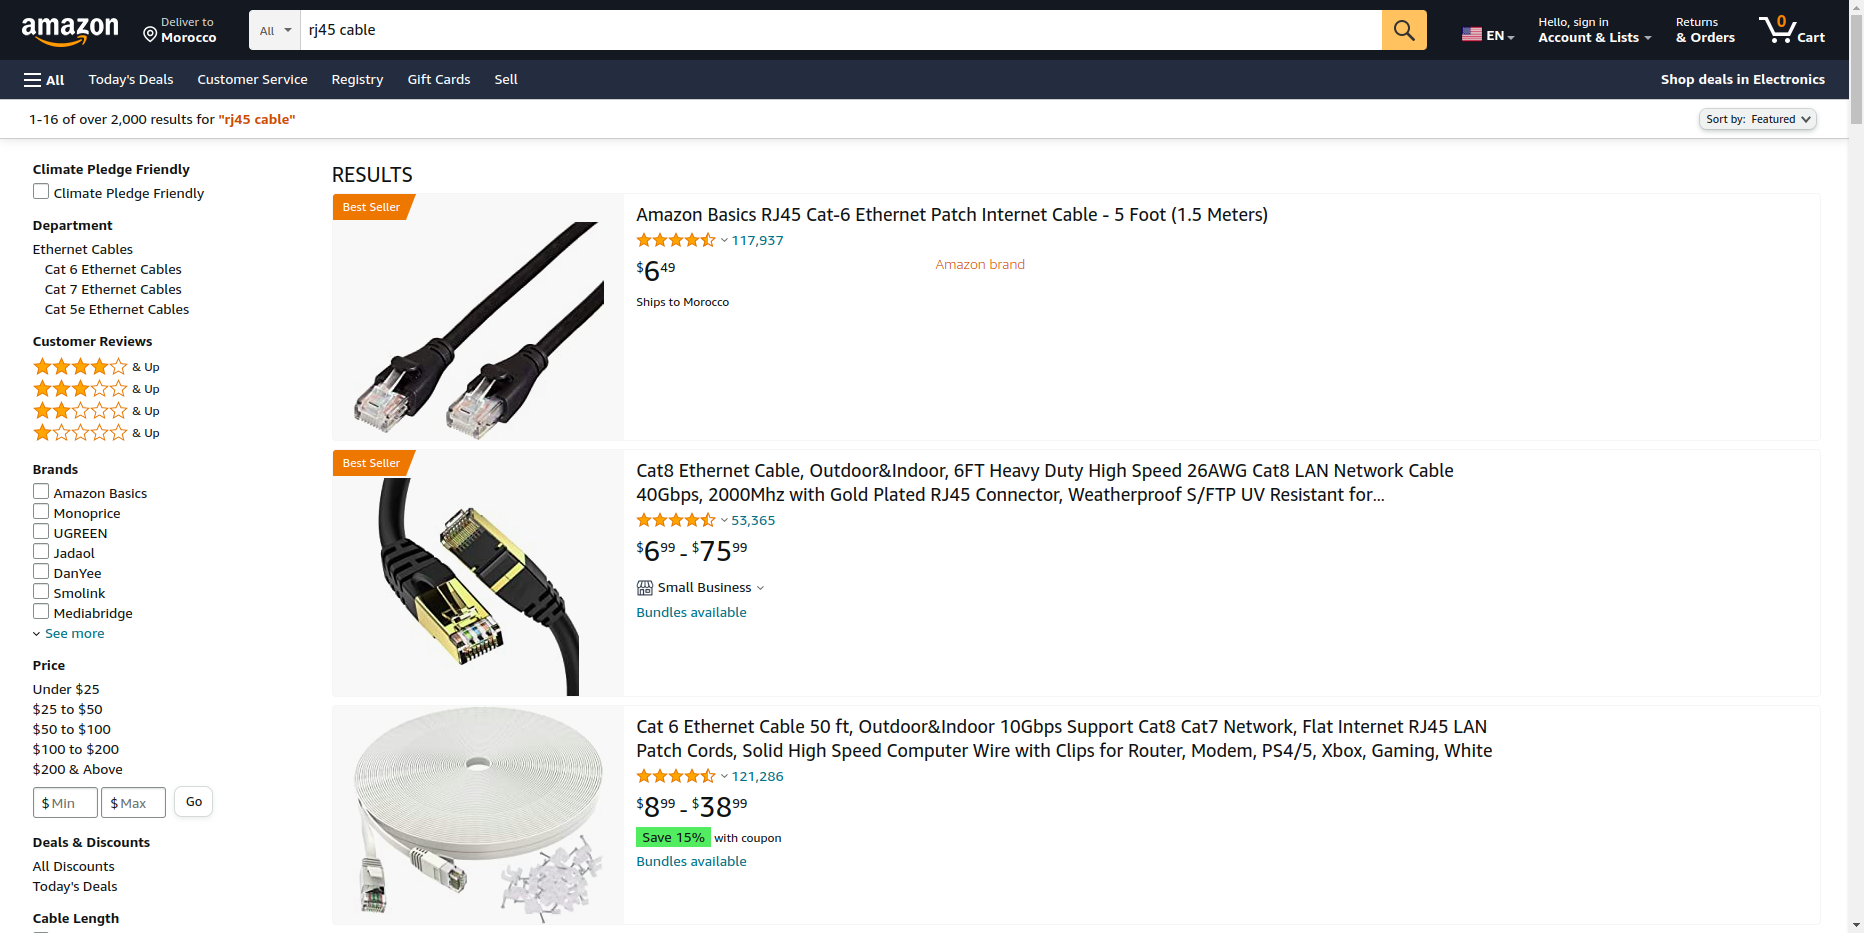 amazon
Deliver to
Morocco
All
rj45 cable
EN
Hello, sign in
Account & Lists
Returns
& Orders
0
Cart
All
Today's Deals
Customer Service
Registry
Gift Cards
Sell
Shop deals in Electronics
1-16 of over 2,000 results for "rj45 cable"
Sort by: Featured
Climate Pledge Friendly
Climate Pledge Friendly
Department
Ethernet Cables
Cat 6 Ethernet Cables
Cat 7 Ethernet Cables
Cat 5e Ethernet Cables
Customer Reviews
& Up
& Up
& Up
& Up
Brands
Amazon Basics
Monoprice
UGREEN
Jadaol
DanYee
Smolink
Mediabridge
See more
Price
Under $25
$25 to $50
$50 to $100
$100 to $200
$200 & Above
$ Min
$ Max
Go
Deals & Discounts
All Discounts
Today's Deals
Cable Length
RESULTS
Best Seller
Amazon Basics RJ45 Cat-6 Ethernet Patch Internet Cable - 5 Foot (1.5 Meters)
117,937
$6 49
Amazon brand
Ships to Morocco
Best Seller
Cat8 Ethernet Cable, Outdoor&Indoor, 6FT Heavy Duty High Speed 26AWG Cat8 LAN Network Cable
40Gbps, 2000Mhz with Gold Plated RJ45 Connector, Weatherproof S/FTP UV Resistant for...
53,365
$6 99 - $75 99
Small Business
Bundles available
Cat 6 Ethernet Cable 50 ft, Outdoor&Indoor 10Gbps Support Cat8 Cat7 Network, Flat Internet RJ45 LAN
Patch Cords, Solid High Speed Computer Wire with Clips for Router, Modem, PS4/5, Xbox, Gaming, White
121,286
$8 99 - $38 99
Save 15% with coupon
Bundles available